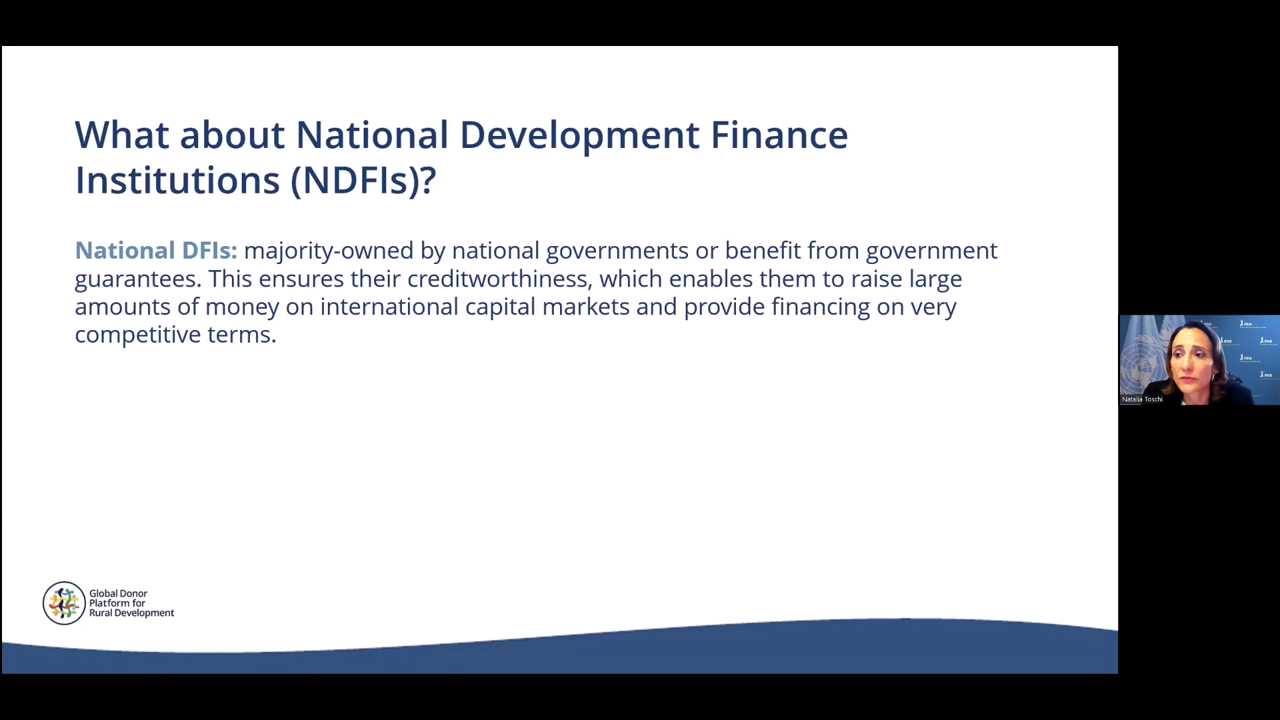 What about National Development Finance
Institutions (NDFIs)?
National DFIs: majority-owned by national governments or benefit from government
guarantees. This ensures their creditworthiness, which enables them to raise large
amounts of money on international capital markets and provide financing on very
competitive terms.
Global Donor
Platform for
Rural Development
Natalia Toschi